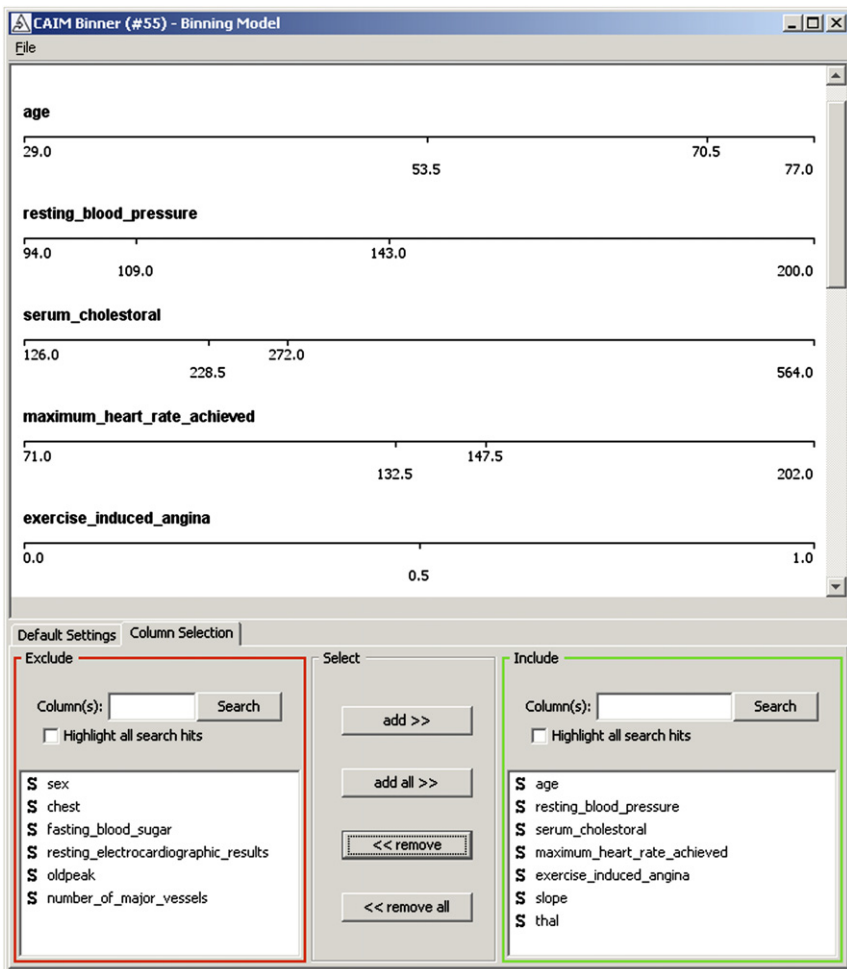 CAIM Binner (#55) - Binning Model
File
age
29.0 70.5
53.5 77.0
resting_blood_pressure
94.0 143.0
109.0 200.0
serum_cholestoral
126.0 272.0
228.5 564.0
maximum_heart_rate_achieved
71.0 147.5
132.5 202.0
exercise_induced_angina
0.0 1.0
0.5
Default Settings Column Selection
Exclude Select Include
Column(s): Search add >> Column(s): Search
Highlight all search hits Highlight all search hits
add all >>
S sex S age
S chest S resting_blood_pressure
S fasting_blood_sugar S serum_cholestoral
S resting_electrocardiographic_results << remove S maximum_heart_rate_achieved
S oldpeak S exercise_induced_angina
S number_of_major_vessels << remove all S slope
S thal